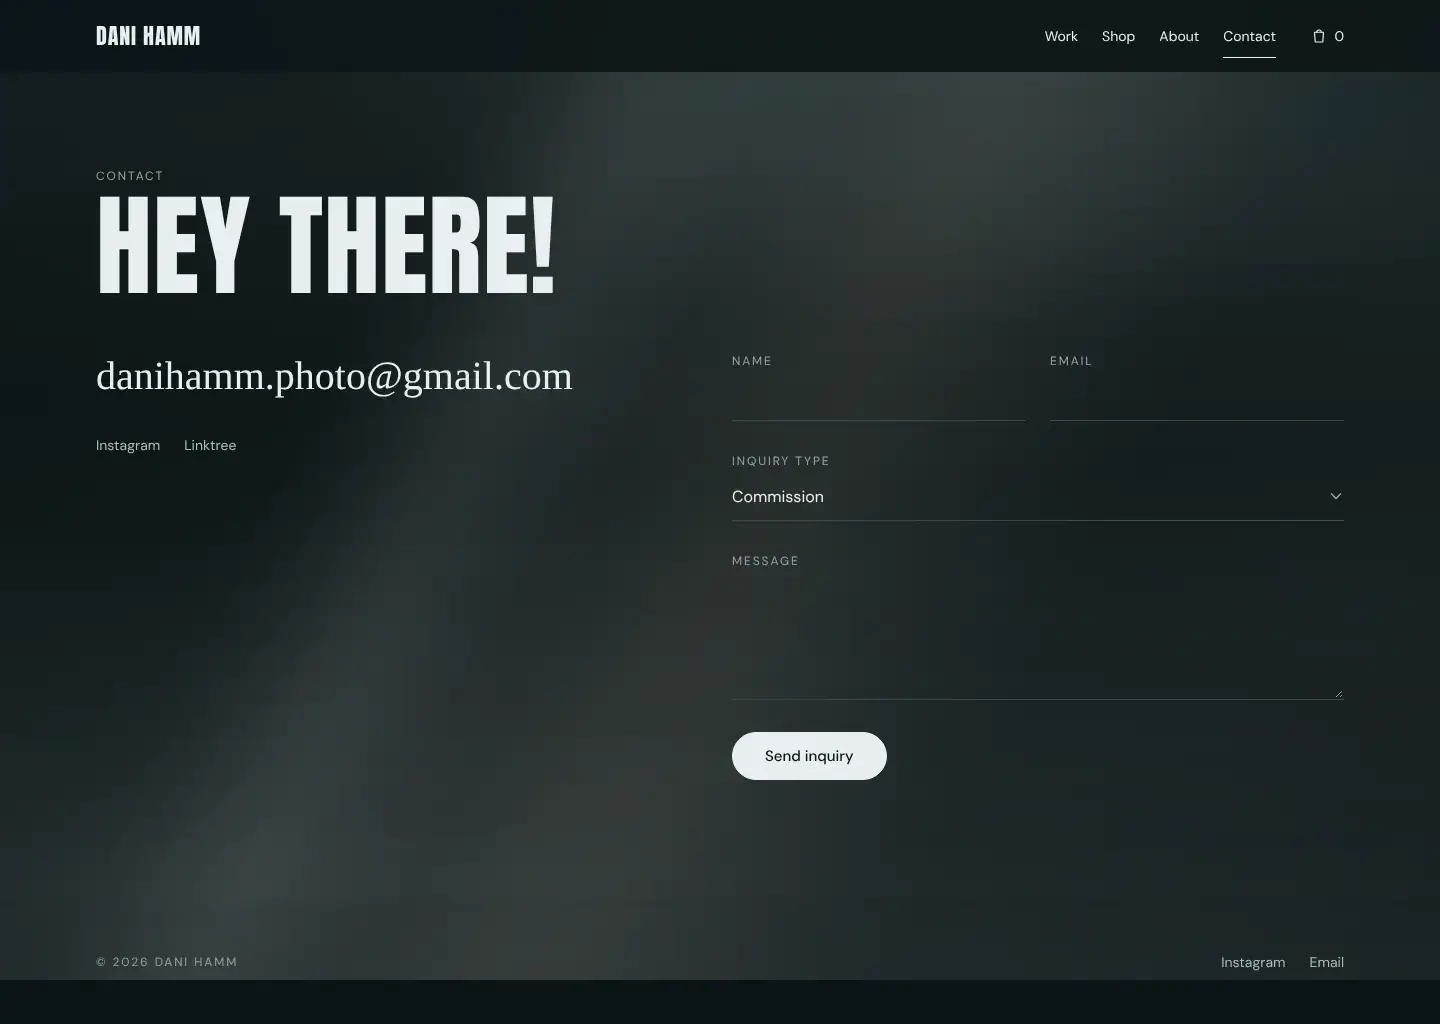 DANI HAMM
Work Shop About Contact 0
CONTACT
HEY THERE!
danihamm.photo@gmail.com
Instagram Linktree
NAME EMAIL
INQUIRY TYPE
Commission
MESSAGE
Send inquiry
© 2026 DANI HAMM
Instagram Email